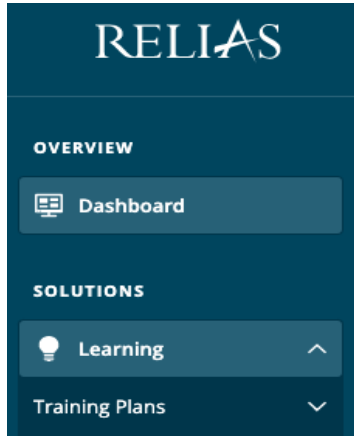 RELIAS
OVERVIEW
Dashboard
SOLUTIONS
Learning
Training Plans